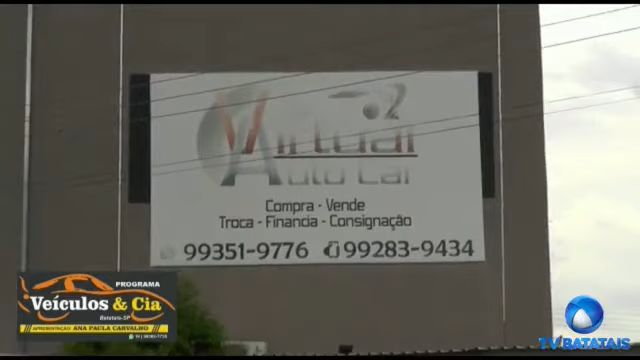 2
Virtual
Auto Car
Compra - Vende
Troca - Financia - Consignação
99351-9776 99283-9434
PROGRAMA
Veículos & Cia
Batatais-SP
APRESENTAÇÃO: ANA PAULA CARVALHO
TV BATATAIS